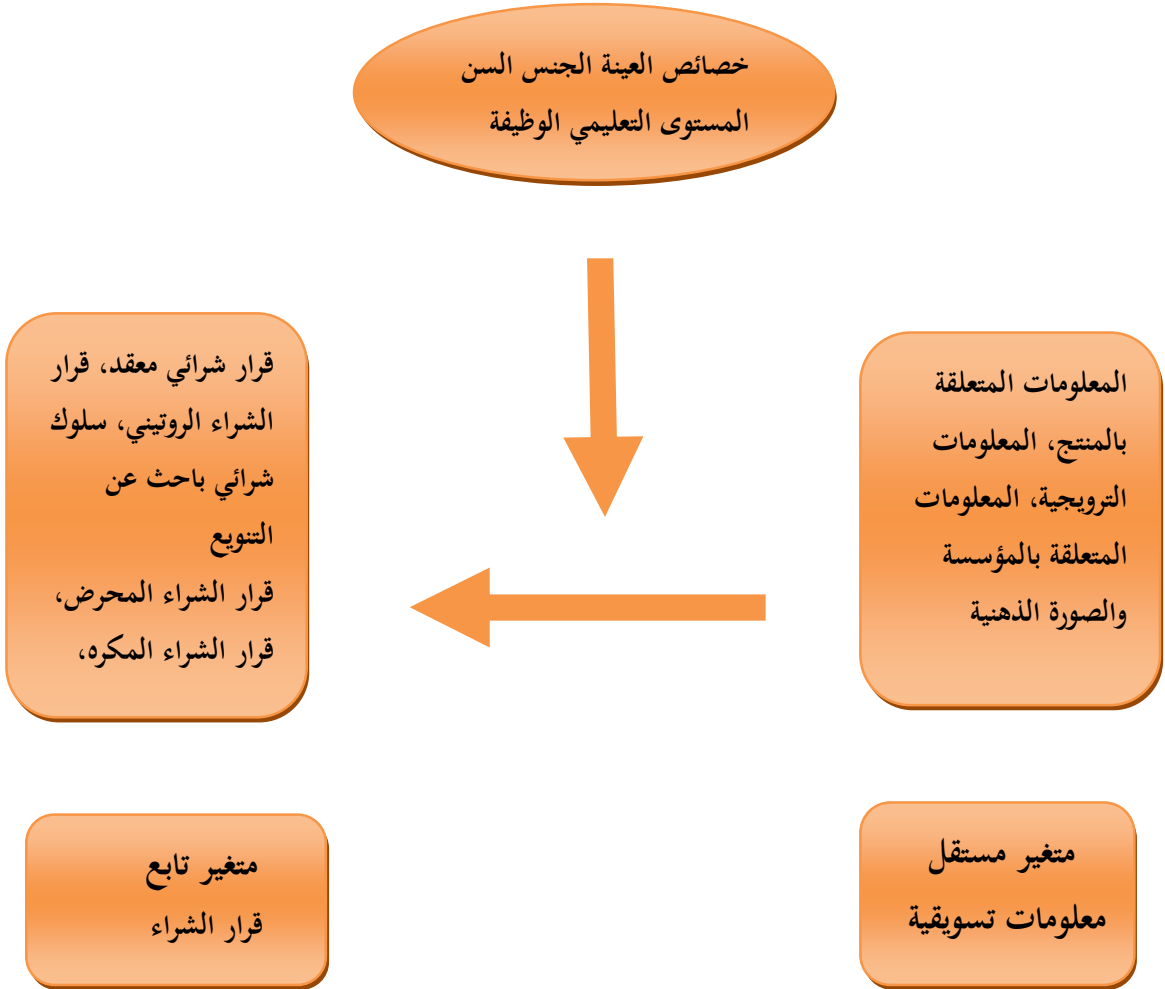 خصائص العينة الجنس السن
المستوى التعليمي الوظيفة
المعلومات المتعلقة
بالمنتج، المعلومات
الترويجية، المعلومات
المتعلقة بالمؤسسة
والصورة الذهنية
قرار شرائي معقد، قرار
الشراء الروتيني، سلوك
شرائي باحث عن
التنويع
قرار الشراء المحرض،
قرار الشراء المكره،
متغير مستقل
معلومات تسويقية
متغير تابع
قرار الشراء